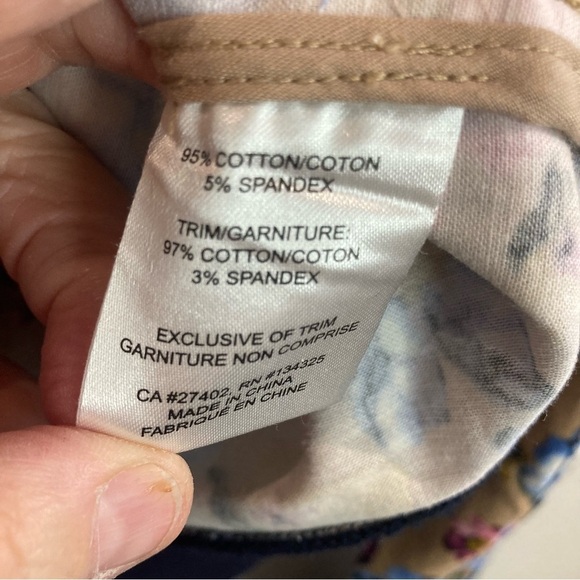 95% COTTON/COTON
5% SPANDEX
TRIM/GARNITURE:
97% COTTON/COTON
3% SPANDEX
EXCLUSIVE OF TRIM
GARNITURE NON COMPRISE
CA #27402, RN #134325
MADE IN CHINA
FABRIQUÉ EN CHINE